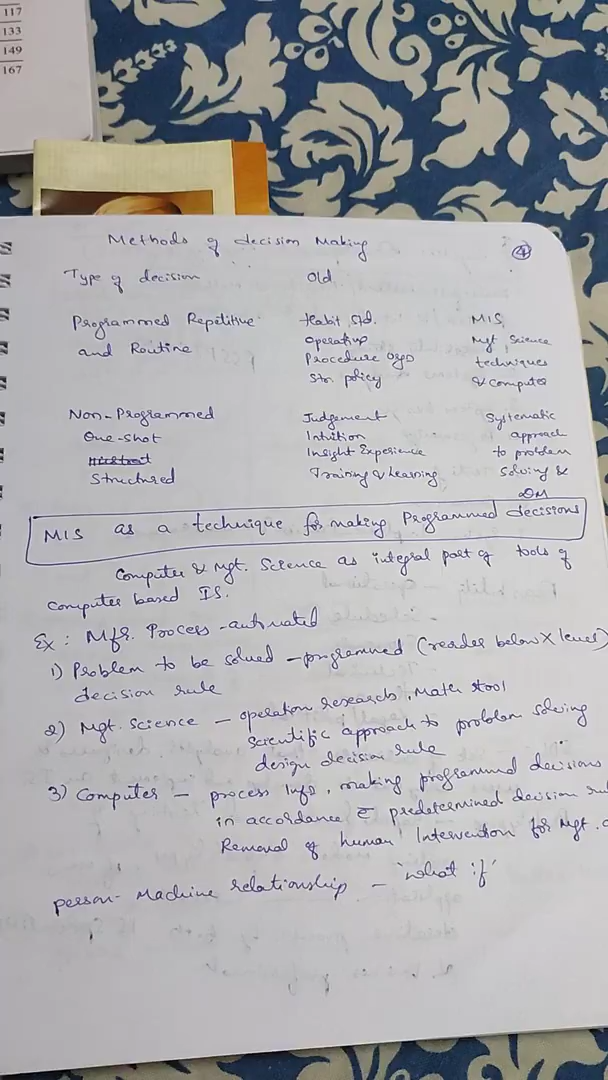 117
133
149
167
Methods of decision Making
4
Type of decision Old
Programmed Repetitive Habit, Std. MIS,
and Routine Operating Mgt, Science
Procedure Orgn techniques
Str. policy & computer
Non-Programmed Judgement Systematic
One-shot Intuition approach
Insight Experience to problem
Structured Training & Learning Solving &
DM
MIS as a technique for making Programmed decisions
Computer & Mgt. Science as integral part of tools of
computer based IS.
Ex: Mfg. Process - automated
1) Problem to be solved - programmed (reorder below X level)
decision rule
2) Mgt. Science - operation research, Math tool
scientific approach to problem solving
design decision rule
3) Computer - process Info, making programmed decisions
in accordance c̄ predetermined decision
Removal of human Intervention for Mgt.
person-Machine relationship - 'what if'